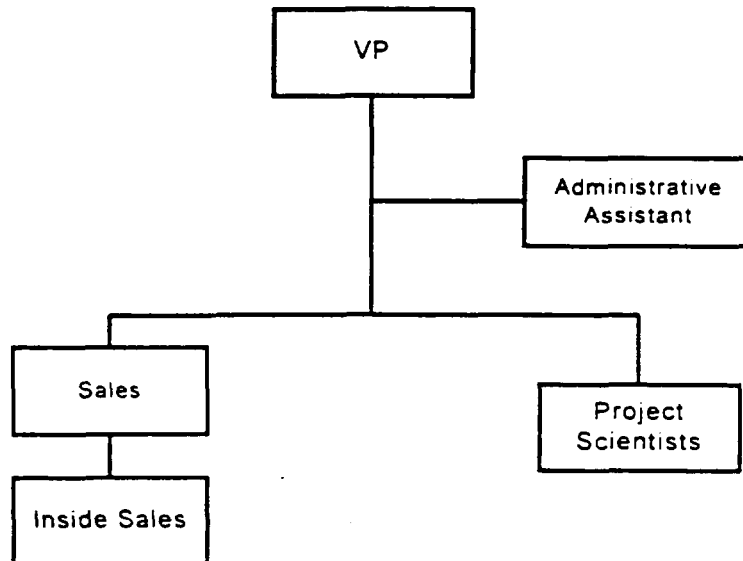 VP
Administrative
Assistant
Sales
Project
Scientists
Inside Sales